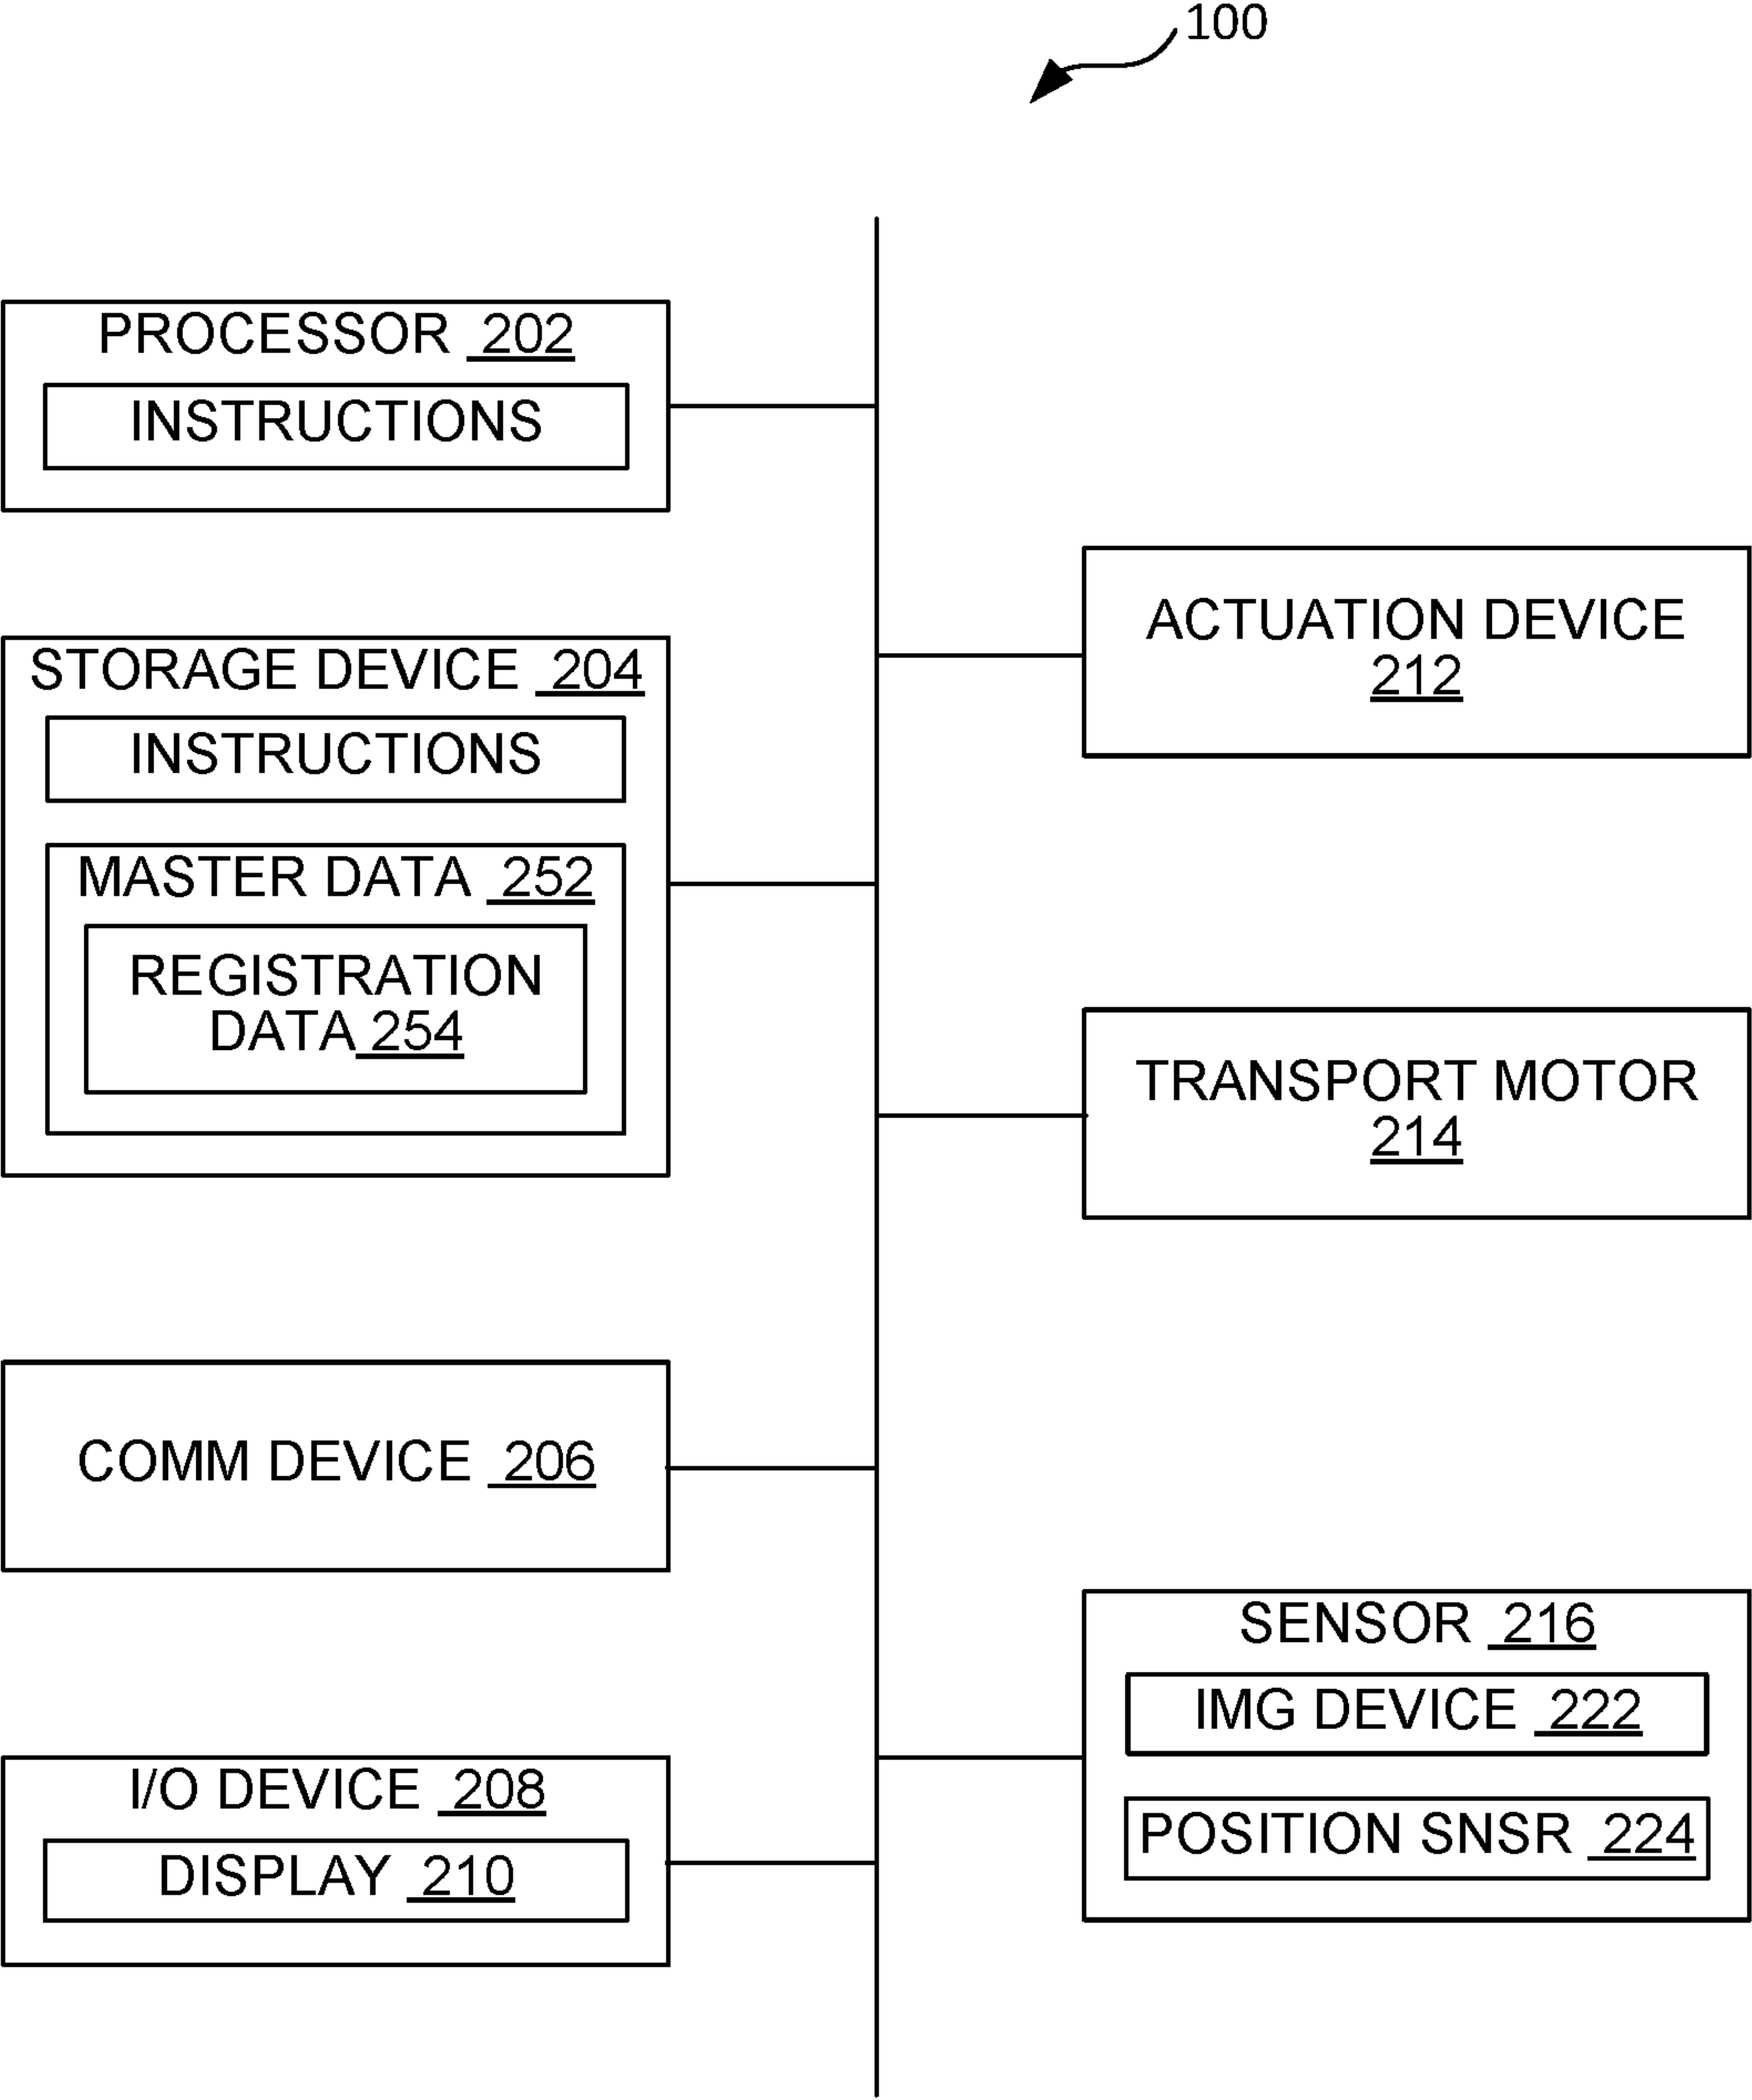 100
PROCESSOR 202
INSTRUCTIONS
STORAGE DEVICE 204
INSTRUCTIONS
MASTER DATA 252
REGISTRATION
DATA 254
COMM DEVICE 206
I/O DEVICE 208
DISPLAY 210
ACTUATION DEVICE
212
TRANSPORT MOTOR
214
SENSOR 216
IMG DEVICE 222
POSITION SNSR 224